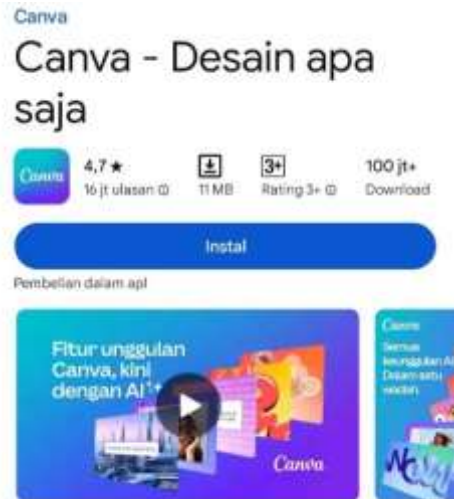 Canva
Canva - Desain apa
saja
Canva
4,7★
16 jt ulasan
11 MB
3+
Rating 3+
100 jt+
Download
Instal
Pembelian dalam apl
Fitur unggulan
Canva, kini
dengan AI
Canva
Canva
Semua
keunggulan AI
Dalam satu
wadah